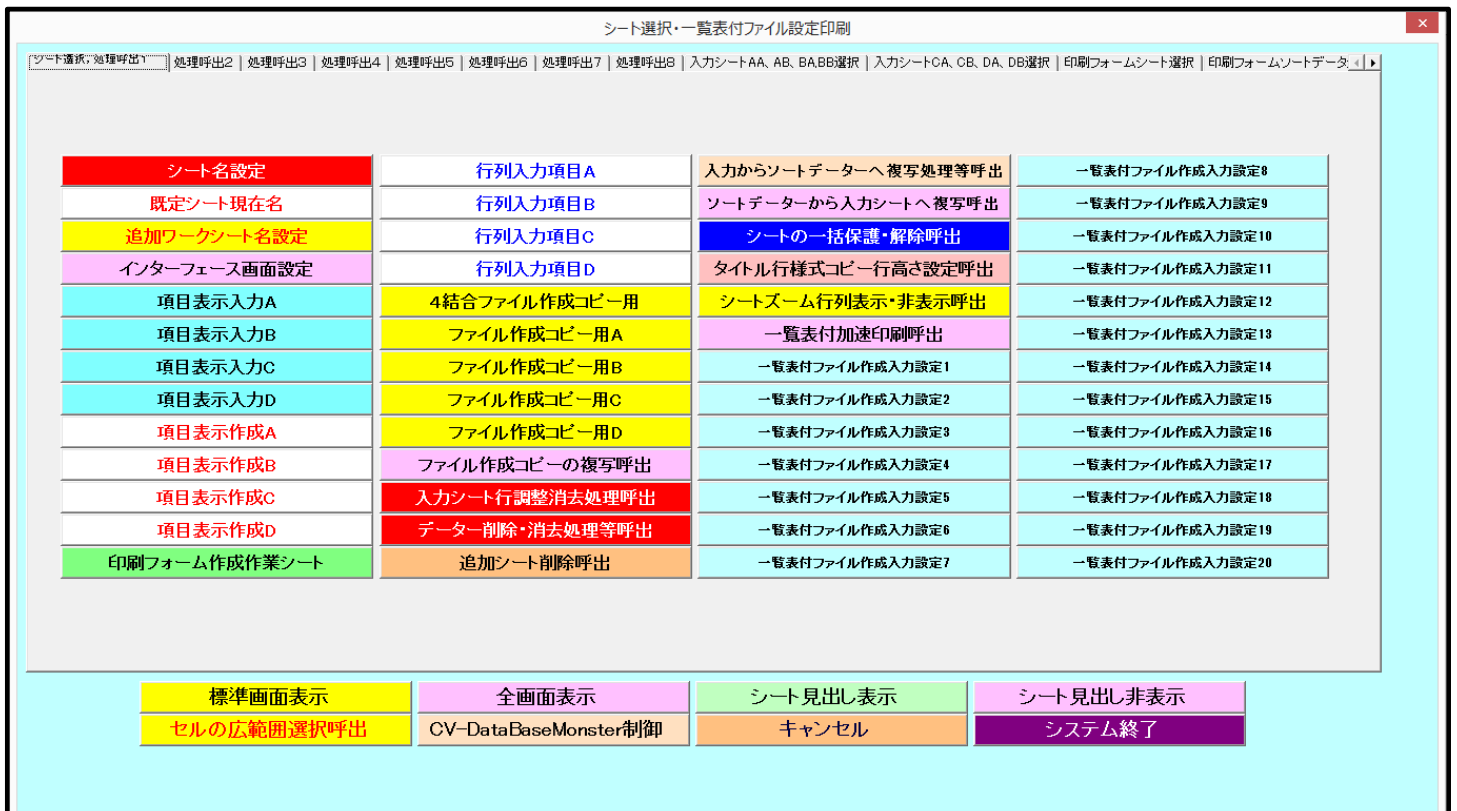 シート選択・一覧表付ファイル設定印刷
シート選択，処理呼出1 処理呼出2 処理呼出3 処理呼出4 処理呼出5 処理呼出6 処理呼出7 処理呼出8 入力シートAA、AB、BA,BB選択 入力シートCA、CB、DA、DB選択 印刷フォームシート選択 印刷フォームソートデータ
シート名設定 行列入力項目A 入力からソートデーターへ複写処理等呼出 一覧表付ファイル作成入力設定8
既定シート現在名 行列入力項目B ソートデーターから入力シートへ複写呼出 一覧表付ファイル作成入力設定9
追加ワークシート名設定 行列入力項目C シートの一括保護・解除呼出 一覧表付ファイル作成入力設定10
インターフェース画面設定 行列入力項目D タイトル行様式コピー行高さ設定呼出 一覧表付ファイル作成入力設定11
項目表示入力A 4結合ファイル作成コピー用 シートズーム行列表示・非表示呼出 一覧表付ファイル作成入力設定12
項目表示入力B ファイル作成コピー用A 一覧表付加速印刷呼出 一覧表付ファイル作成入力設定13
項目表示入力C ファイル作成コピー用B 一覧表付ファイル作成入力設定1 一覧表付ファイル作成入力設定14
項目表示入力D ファイル作成コピー用C 一覧表付ファイル作成入力設定2 一覧表付ファイル作成入力設定15
項目表示作成A ファイル作成コピー用D 一覧表付ファイル作成入力設定3 一覧表付ファイル作成入力設定16
項目表示作成B ファイル作成コピーの複写呼出 一覧表付ファイル作成入力設定4 一覧表付ファイル作成入力設定17
項目表示作成C 入力シート行調整消去処理呼出 一覧表付ファイル作成入力設定5 一覧表付ファイル作成入力設定18
項目表示作成D データー削除・消去処理等呼出 一覧表付ファイル作成入力設定6 一覧表付ファイル作成入力設定19
印刷フォーム作成作業シート 追加シート削除呼出 一覧表付ファイル作成入力設定7 一覧表付ファイル作成入力設定20
標準画面表示 全画面表示 シート見出し表示 シート見出し非表示
セルの広範囲選択呼出 CV-DataBaseMonster制御 キャンセル システム終了